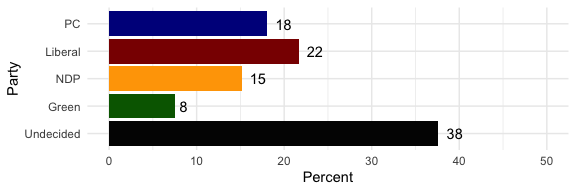 Party
PC 18
Liberal 22
NDP 15
Green 8
Undecided 38
0 10 20 30 40 50
Percent